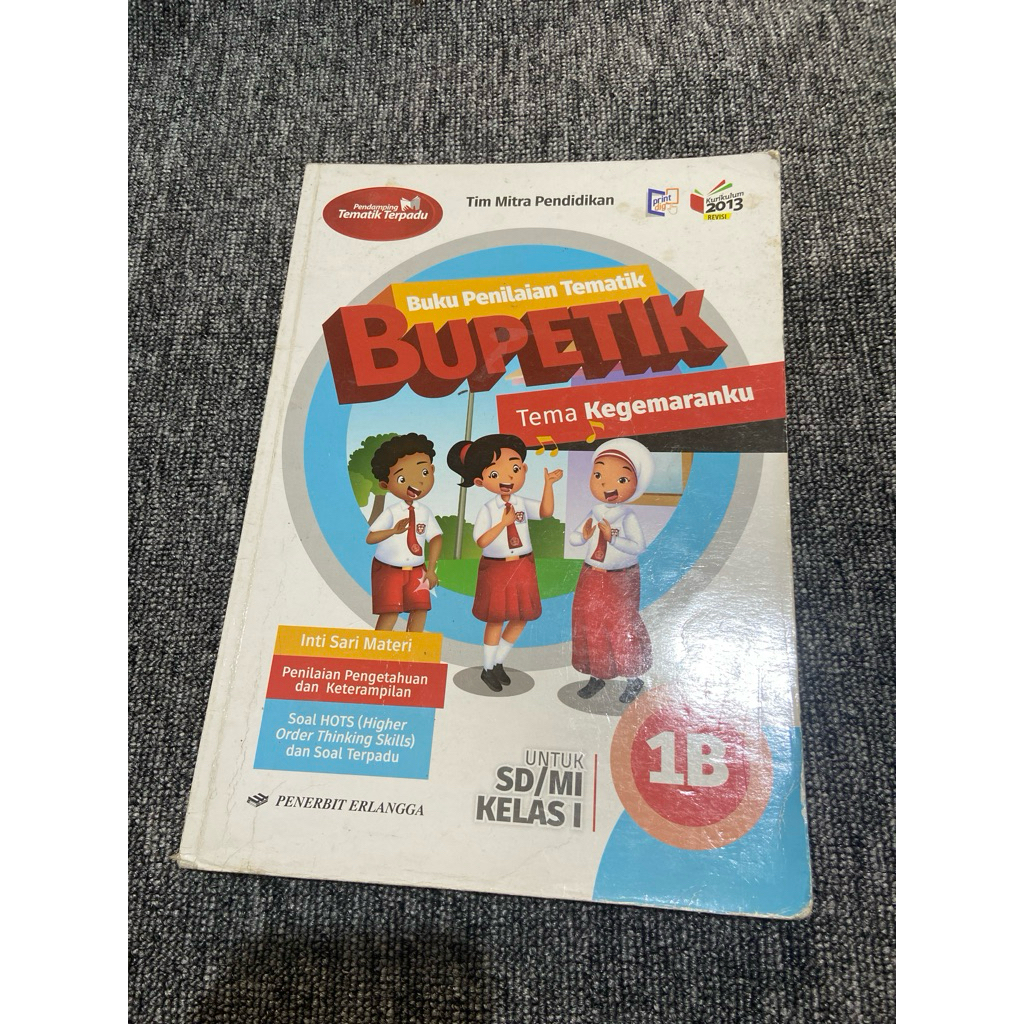 Pendamping
Tematik Terpadu
Tim Mitra Pendidikan
print
dig
Kurikulum
2013
REVISI
Buku Penilaian Tematik
BUPETIK
Tema Kegemaranku
Inti Sari Materi
Penilaian Pengetahuan
dan Keterampilan
Soal HOTS (Higher
Order Thinking Skills)
dan Soal Terpadu
PENERBIT ERLANGGA
UNTUK
SD/MI
KELAS I
1B